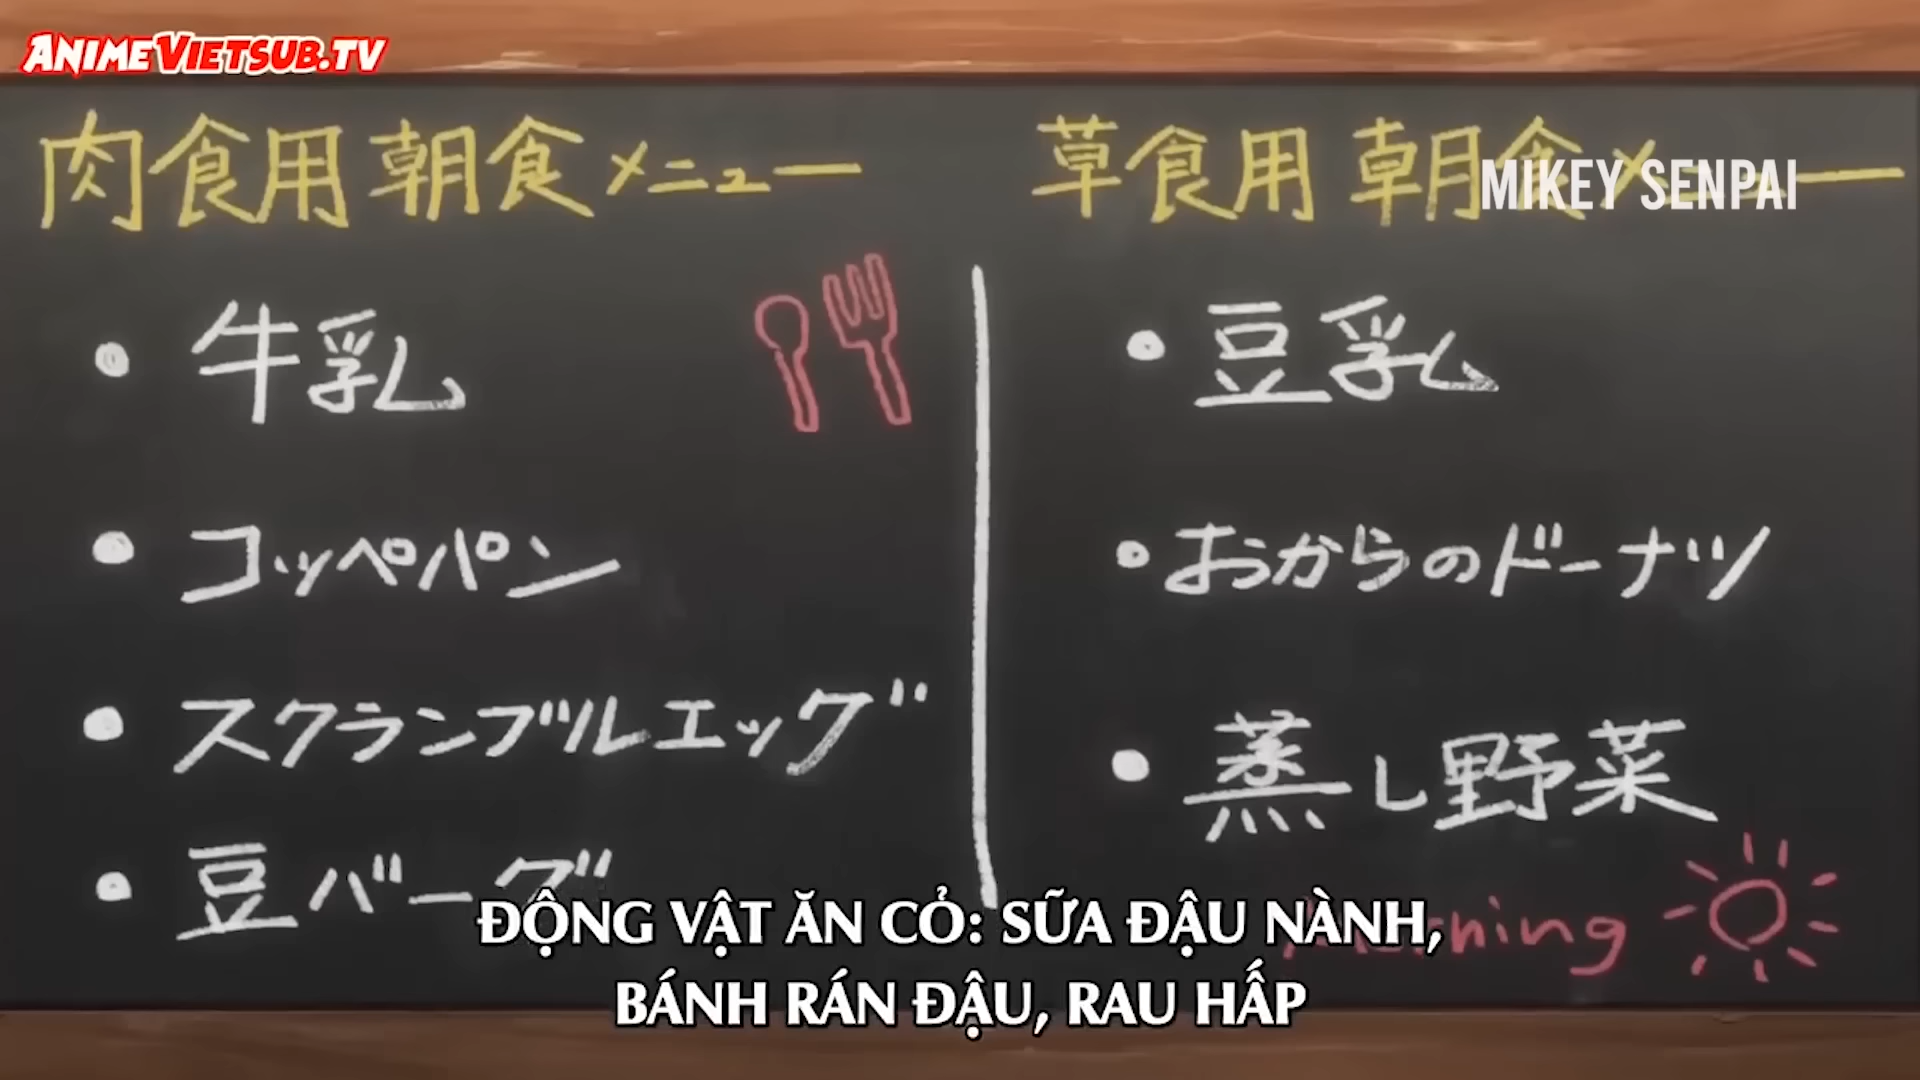 ANIMEVIETSUB.TV
肉食用朝食メニュー
草食用朝食メニュー
MIKEY SENPAI
・牛乳
・コッペパン
・スクランブルエッグ
・豆バーグ
・豆乳
・おからのドーナツ
・蒸し野菜
Morning
ĐỘNG VẬT ĂN CỎ: SỮA ĐẬU NÀNH,
BÁNH RÁN ĐẬU, RAU HẤP